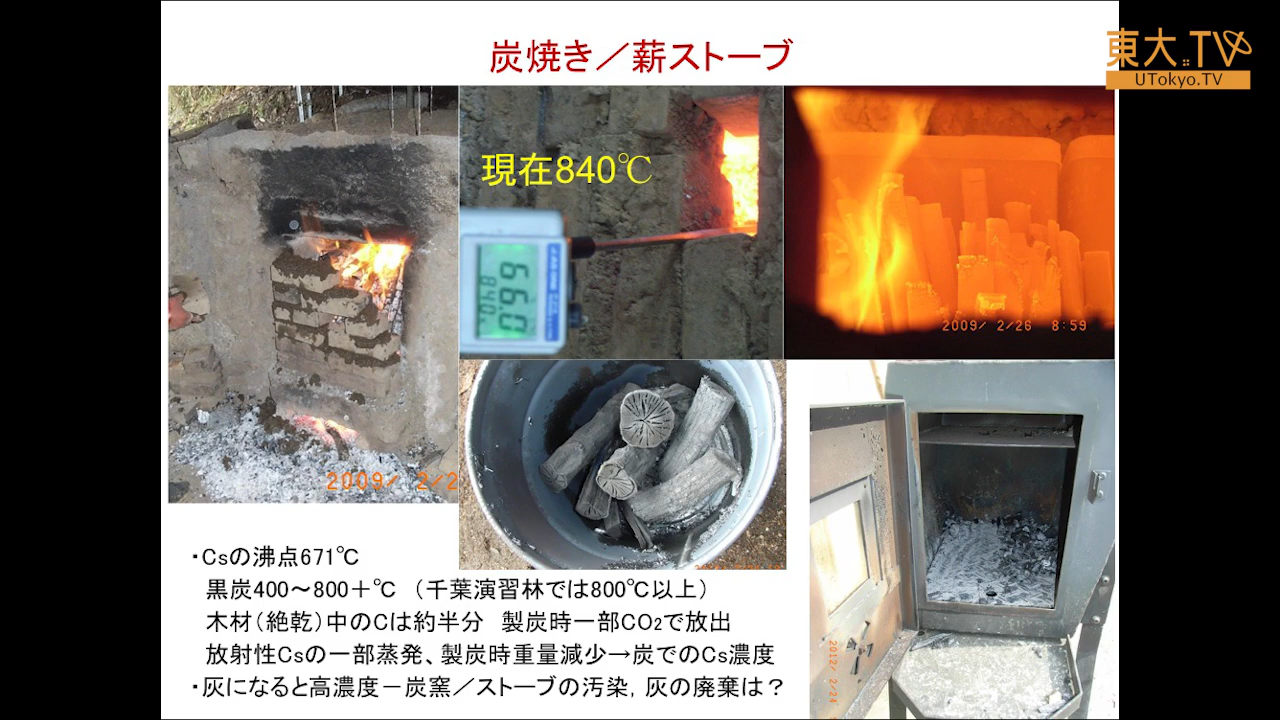 炭焼き／薪ストーブ
東大.TV
UTokyo.TV
現在840℃
66.0
840.
2009/ 2/26 8:59
2009/ 2/2
2012/ 2/24
・Csの沸点671℃
黒炭400～800＋℃ （千葉演習林では800℃以上）
木材（絶乾）中のCは約半分 製炭時一部CO₂で放出
放射性Csの一部蒸発、製炭時重量減少→炭でのCs濃度
・灰になると高濃度－炭窯／ストーブの汚染，灰の廃棄は？